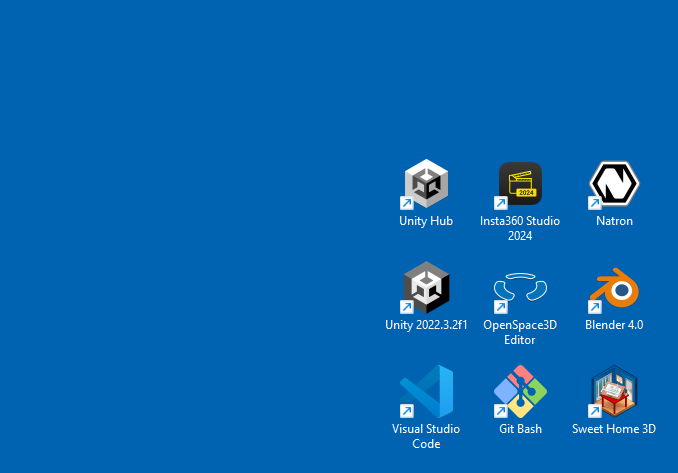 Unity Hub
Insta360 Studio
2024
2024
Natron
Unity 2022.3.2f1
OpenSpace3D
Editor
Blender 4.0
Visual Studio
Code
Git Bash
Sweet Home 3D